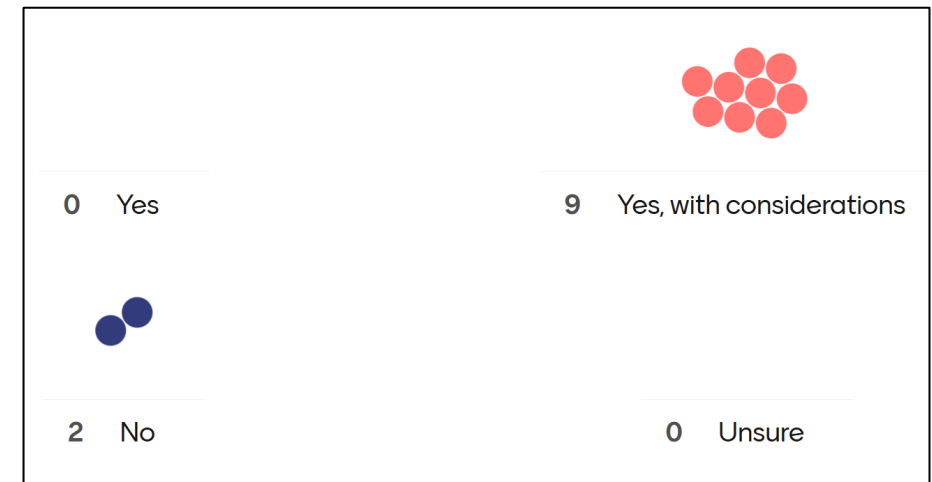 0 Yes
9 Yes, with considerations
2 No
0 Unsure